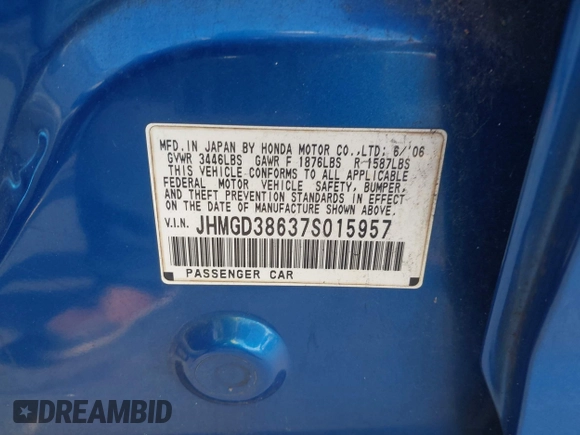 MFD.IN JAPAN BY HONDA MOTOR CO.,LTD; 6/'06
GVWR 3446LBS GAWR F 1876LBS R 1587LBS
THIS VEHICLE CONFORMS TO ALL APPLICABLE
FEDERAL MOTOR VEHICLE SAFETY, BUMPER,
AND THEFT PREVENTION STANDARDS IN EFFECT
ON THE DATE OF MANUFACTURE SHOWN ABOVE.
V.I.N. JHMGD38637S015957
PASSENGER CAR
DREAMBID